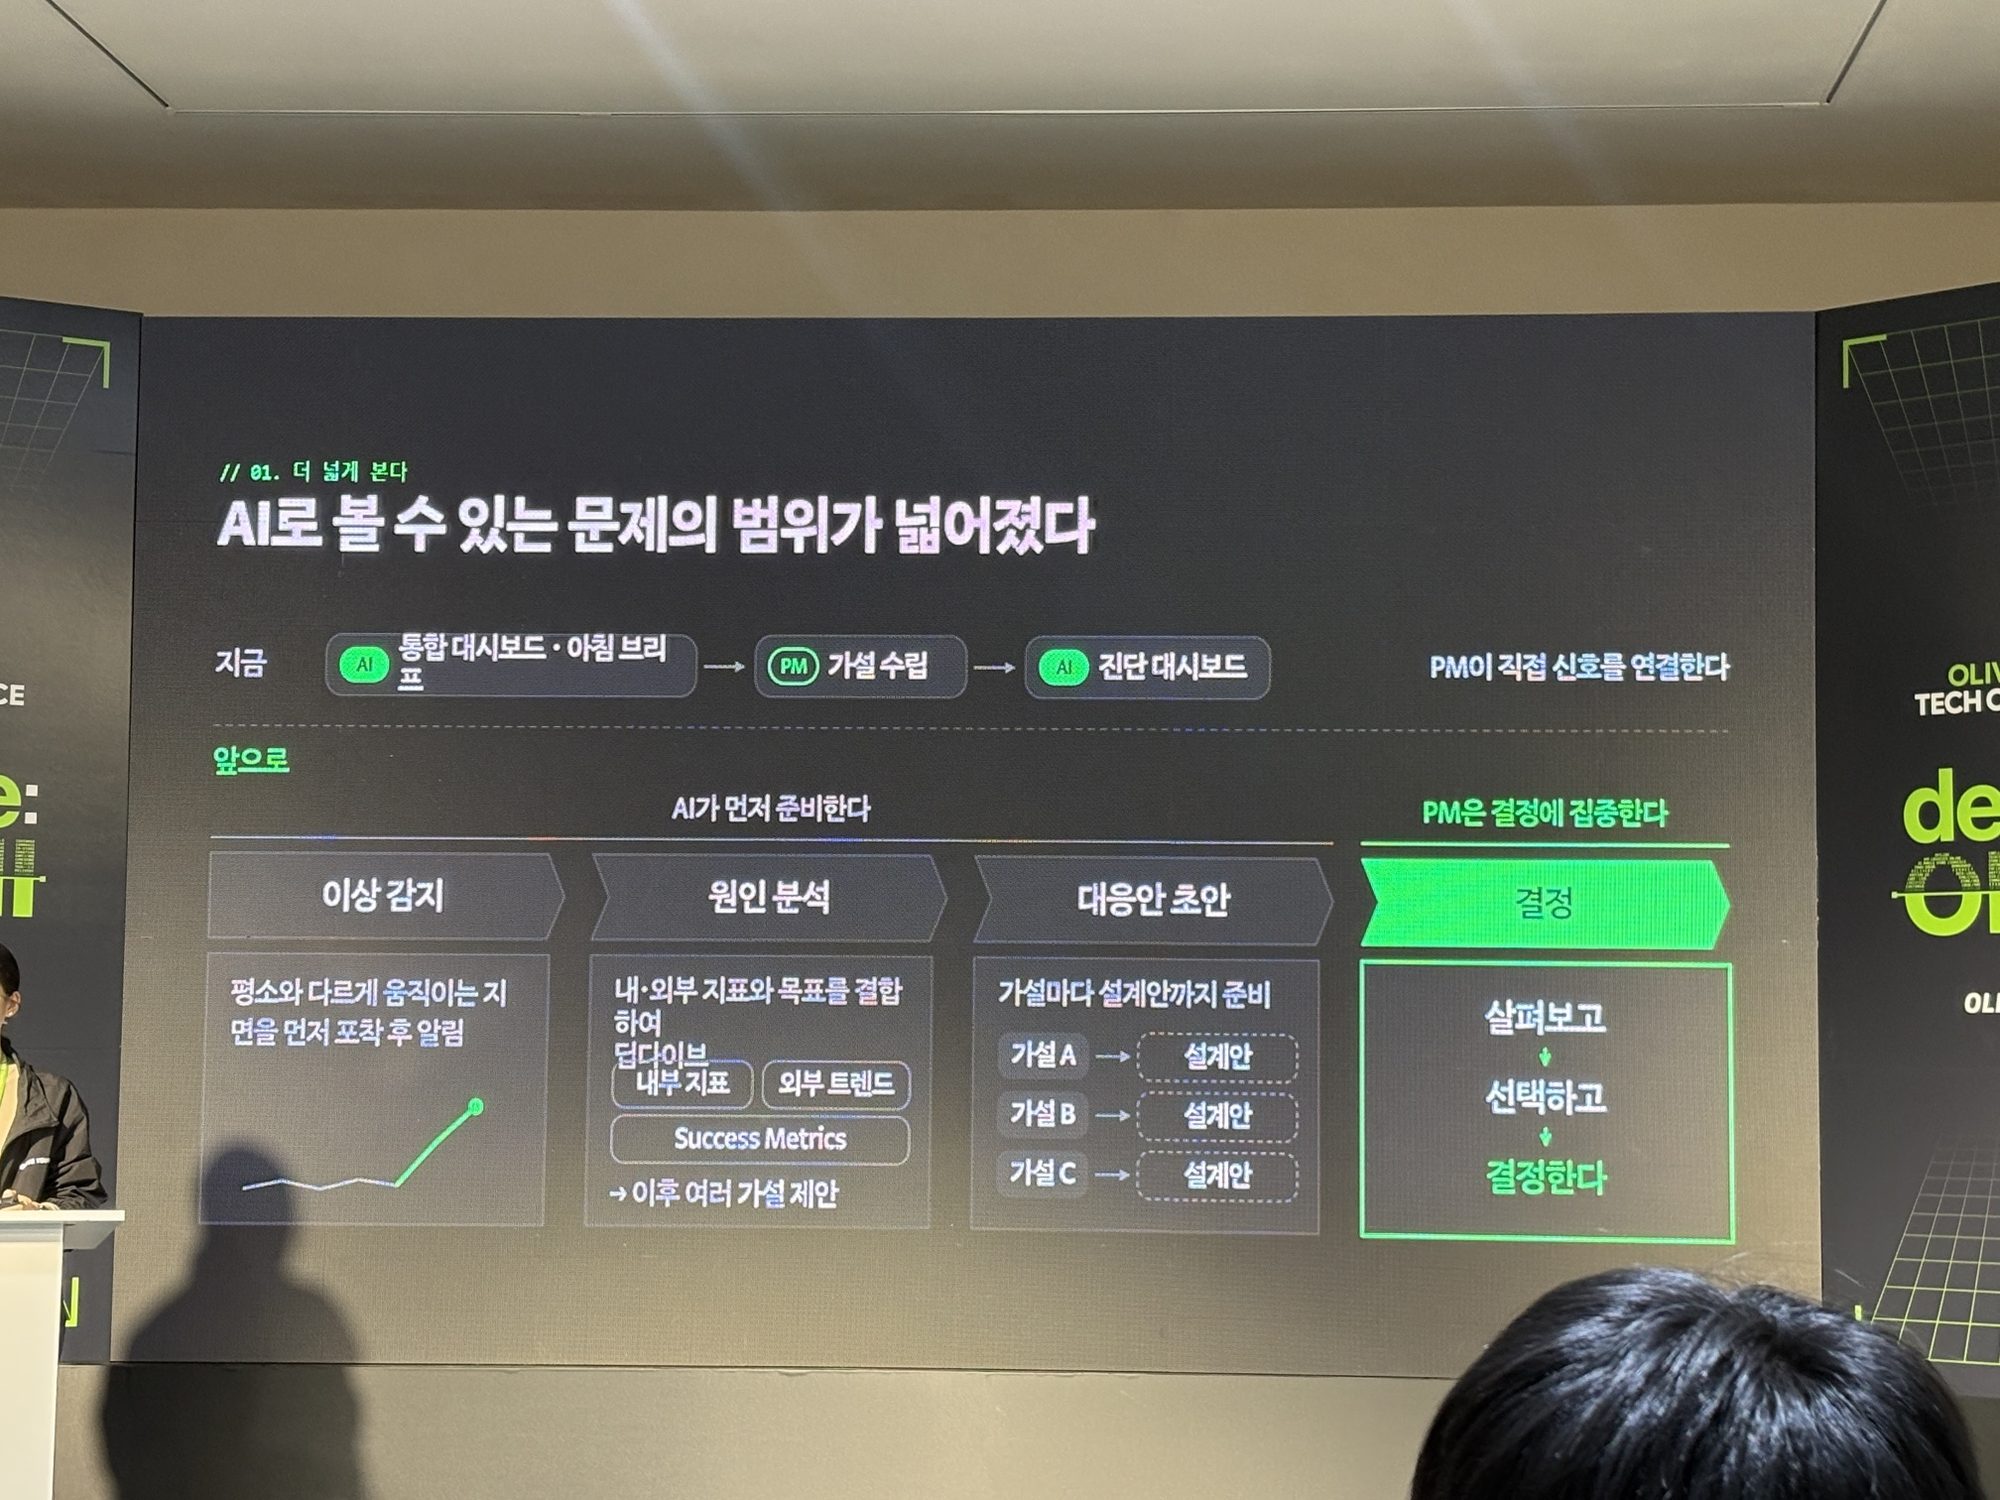 // 01. 더 넓게 본다
AI로 볼 수 있는 문제의 범위가 넓어졌다
지금
AI 통합 대시보드 · 아침 브리
프
PM 가설 수립
AI 진단 대시보드
PM이 직접 신호를 연결한다
앞으로
AI가 먼저 준비한다
PM은 결정에 집중한다
이상 감지
원인 분석
대응안 초안
결정
평소와 다르게 움직이는 지
면을 먼저 포착 후 알림
내·외부 지표와 목표를 결합
하여
딥다이브
내부 지표
외부 트렌드
Success Metrics
→ 이후 여러 가설 제안
가설마다 설계안까지 준비
가설 A → 설계안
가설 B → 설계안
가설 C → 설계안
살펴보고
선택하고
결정한다
CE
e:
OLIV
TECH C
de
OLI